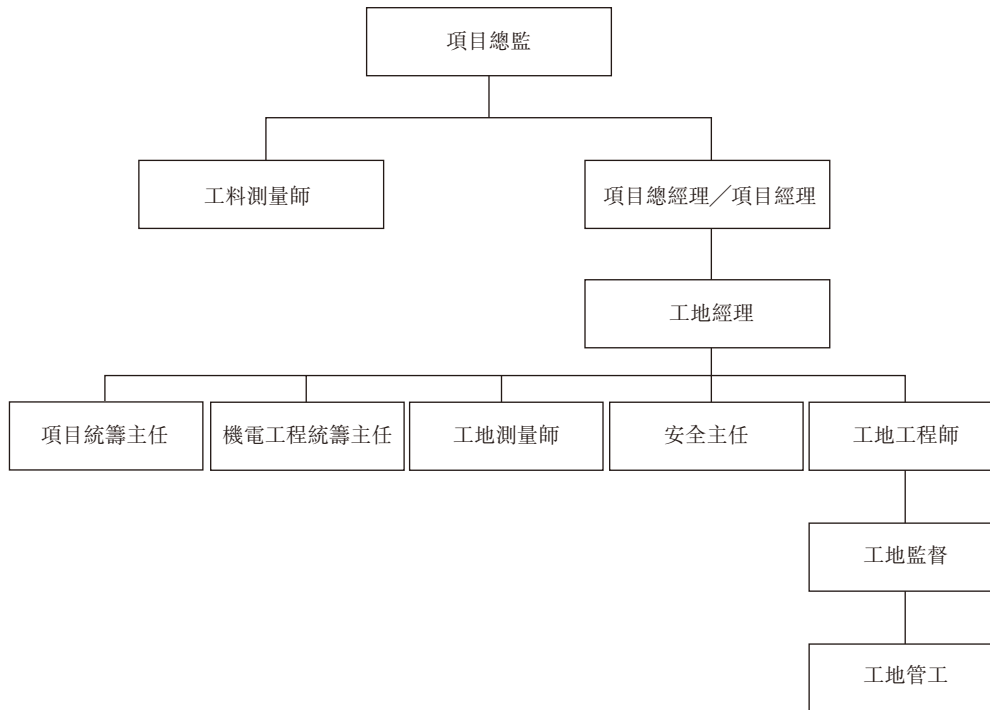 項目總監
工料測量師
項目總經理／項目經理
工地經理
項目統籌主任
機電工程統籌主任
工地測量師
安全主任
工地工程師
工地監督
工地管工